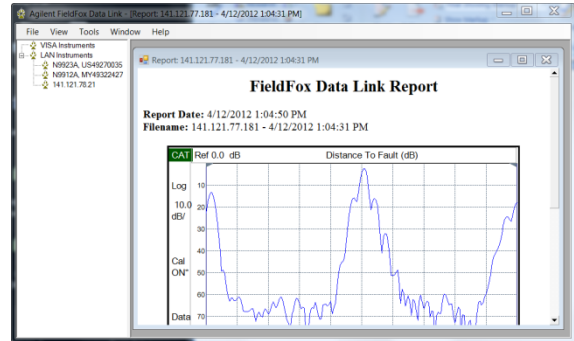 Agilent FieldFox Data Link - [Report: 141.121.77.181 - 4/12/2012 1:04:31 PM]
File View Tools Window Help
VISA Instruments
LAN Instruments
N9923A, US49270035
N9912A, MY49322427
141.121.78.21
Report: 141.121.77.181 - 4/12/2012 1:04:31 PM
FieldFox Data Link Report
Report Date: 4/12/2012 1:04:50 PM
Filename: 141.121.77.181 - 4/12/2012 1:04:31 PM
CAT Ref 0.0 dB Distance To Fault (dB)
Log 10
10.0 20
dB/
30
40
Cal
ON" 50
60
Data 70